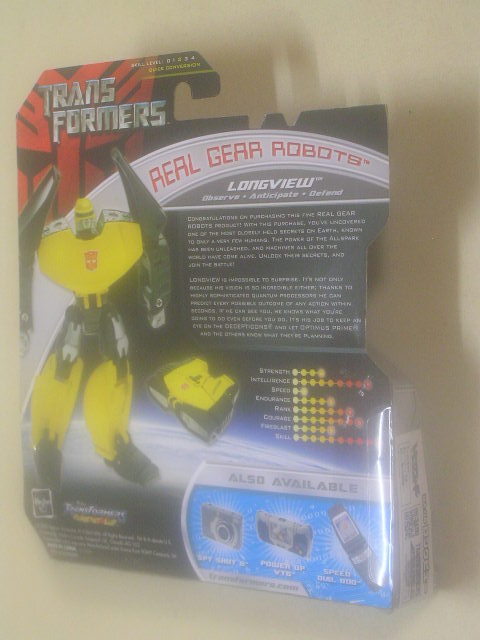 SKILL LEVEL: 0 1 2 3 4
QUICK CONVERSION
TRANSFORMERS
REAL GEAR ROBOTS™
LONGVIEW™
Observe • Anticipate • Defend
CONGRATULATIONS ON PURCHASING THIS FINE REAL GEAR
ROBOTS PRODUCT! WITH THIS PURCHASE, YOU'VE UNCOVERED
ONE OF THE MOST CLOSELY HELD SECRETS ON EARTH, KNOWN
TO ONLY A VERY FEW HUMANS. THE POWER OF THE ALLSPARK
HAS BEEN UNLEASHED, AND MACHINES ALL OVER THE
WORLD HAVE COME ALIVE. UNLOCK THEIR SECRETS, AND
JOIN THE BATTLE!
LONGVIEW IS IMPOSSIBLE TO SURPRISE. IT'S NOT ONLY
BECAUSE HIS VISION IS SO INCREDIBLE EITHER; THANKS TO
HIGHLY SOPHISTICATED QUANTUM PROCESSORS HE CAN
PREDICT EVERY POSSIBLE OUTCOME OF ANY ACTION WITHIN
SECONDS. IF HE CAN SEE YOU, HE KNOWS WHAT YOU'RE
GOING TO DO EVEN BEFORE YOU DO. IT'S HIS JOB TO KEEP AN
EYE ON THE DECEPTICONS® AND LET OPTIMUS PRIME®
AND THE OTHERS KNOW WHAT THEY'RE PLANNING.
STRENGTH
INTELLIGENCE
SPEED
ENDURANCE
RANK
COURAGE
FIREBLAST
SKILL
ALSO AVAILABLE
SPY SHOT 6™
POWER UP
VT6™
SPEED
DIAL 800™
transformers.com